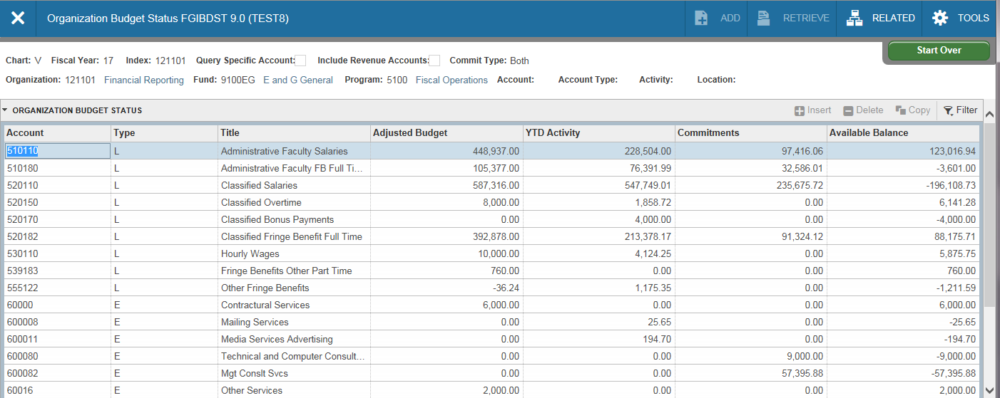 Organization Budget Status FGIBDST 9.0 (TEST8) ADD RETRIEVE RELATED TOOLS
Start Over
Chart: V Fiscal Year: 17 Index: 121101 Query Specific Account: Include Revenue Accounts: Commit Type: Both
Organization: 121101 Financial Reporting Fund: 9100EG E and G General Program: 5100 Fiscal Operations Account: Account Type: Activity: Location:
ORGANIZATION BUDGET STATUS Insert Delete Copy Filter
Account Type Title Adjusted Budget YTD Activity Commitments Available Balance
510110 L Administrative Faculty Salaries 448,937.00 228,504.00 97,416.06 123,016.94
510180 L Administrative Faculty FB Full Ti... 105,377.00 76,391.99 32,586.01 -3,601.00
520110 L Classified Salaries 587,316.00 547,749.01 235,675.72 -196,108.73
520150 L Classified Overtime 8,000.00 1,858.72 0.00 6,141.28
520170 L Classified Bonus Payments 0.00 4,000.00 0.00 -4,000.00
520182 L Classified Fringe Benefit Full Time 392,878.00 213,378.17 91,324.12 88,175.71
530110 L Hourly Wages 10,000.00 4,124.25 0.00 5,875.75
539183 L Fringe Benefits Other Part Time 760.00 0.00 0.00 760.00
555122 L Other Fringe Benefits -36.24 1,175.35 0.00 -1,211.59
60000 E Contractural Services 6,000.00 0.00 0.00 6,000.00
600008 E Mailing Services 0.00 25.65 0.00 -25.65
600011 E Media Services Advertising 0.00 194.70 0.00 -194.70
600080 E Technical and Computer Consult... 0.00 0.00 9,000.00 -9,000.00
600082 E Mgt Conslt Svcs 0.00 0.00 57,395.88 -57,395.88
60016 E Other Services 2,000.00 0.00 0.00 2,000.00